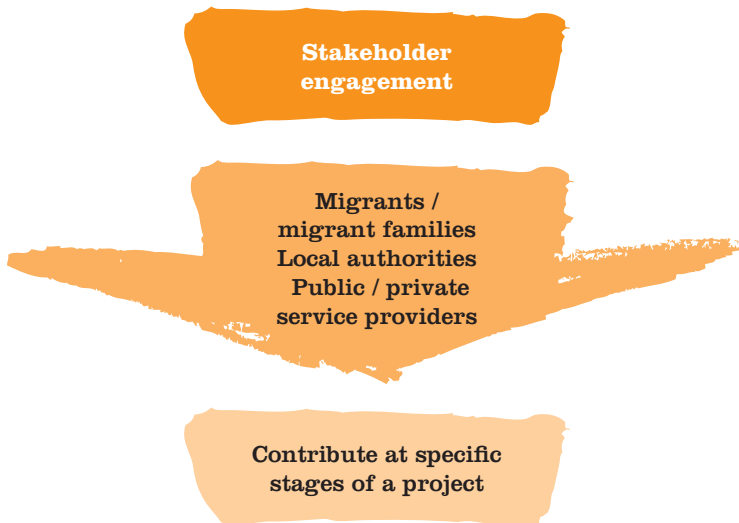 Stakeholder
engagement
Migrants /
migrant families
Local authorities
Public / private
service providers
Contribute at specific
stages of a project